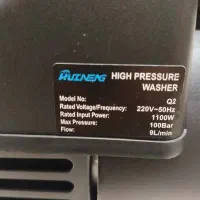 HUINENG HIGH PRESSURE
WASHER
Model No: Q2
Rated Voltage/Frequency: 220V~50Hz
Rated Input Power: 1100W
Max Pressure: 100Bar
Flow: 9L/min